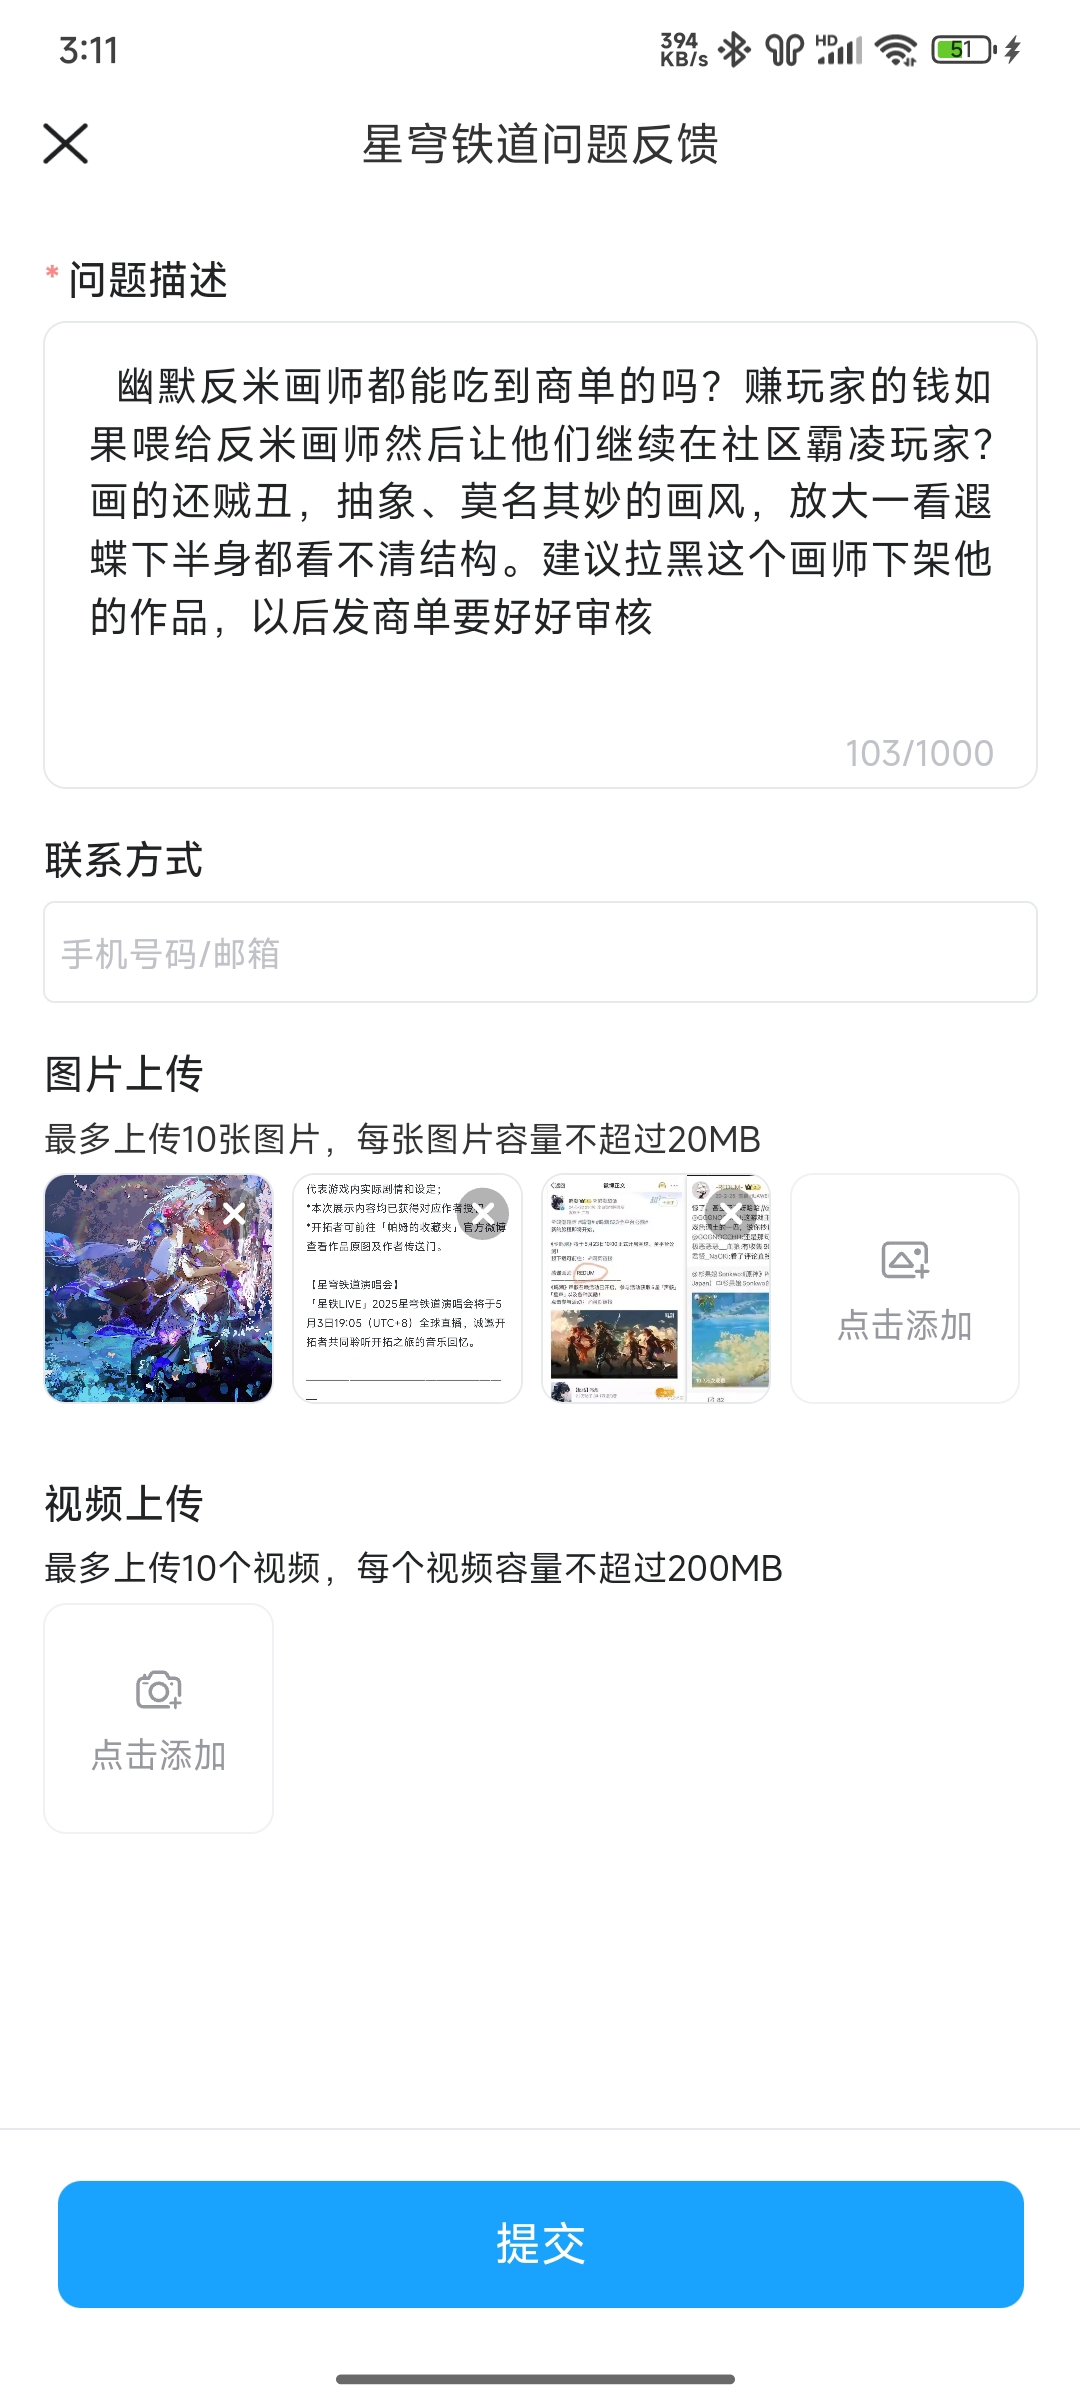 3:11
394
KB/s
HD
51
星穹铁道问题反馈
* 问题描述
幽默反米画师都能吃到商单的吗？赚玩家的钱如
果喂给反米画师然后让他们继续在社区霸凌玩家？
画的还贼丑，抽象、莫名其妙的画风，放大一看遐
蝶下半身都看不清结构。建议拉黑这个画师下架他
的作品，以后发商单要好好审核
103/1000
联系方式
手机号码/邮箱
图片上传
最多上传10张图片，每张图片容量不超过20MB
代表游戏内实际剧情和设定；
*本次展示内容均已获得对应作者授
*开拓者可前往「帕姆的收藏夹」官方微博
查看作品原图及作者传送门。
【星穹铁道演唱会】
「星铁LIVE」2025星穹铁道演唱会将于5
月3日19:05（UTC+8）全球直播，诚邀开
拓者共同聆听开拓之旅的音乐回忆。
微博正文
点击添加
视频上传
最多上传10个视频，每个视频容量不超过200MB
点击添加
提交